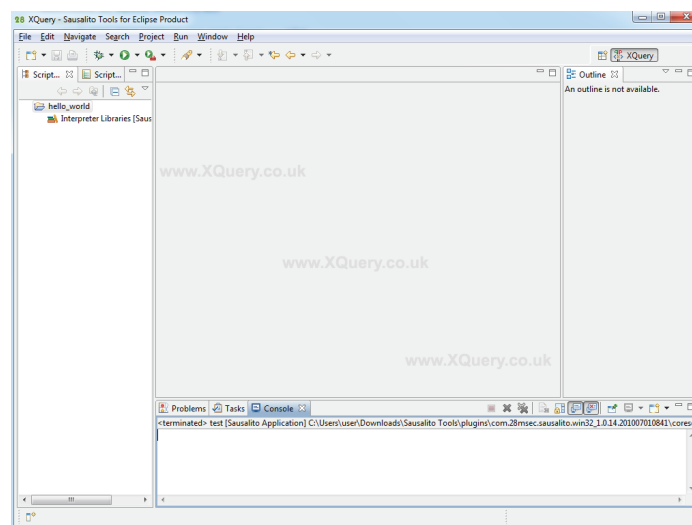 28 XQuery - Sausalito Tools for Eclipse Product
File Edit Navigate Search Project Run Window Help
XQuery
Script... Script...
Outline
An outline is not available.
hello_world
Interpreter Libraries [Saus
www.XQuery.co.uk
www.XQuery.co.uk
www.XQuery.co.uk
Problems Tasks Console
<terminated> test [Sausalito Application] C:\Users\user\Downloads\Sausalito Tools\plugins\com.28msec.sausalito.win32_1.0.14.201007010841\coresd